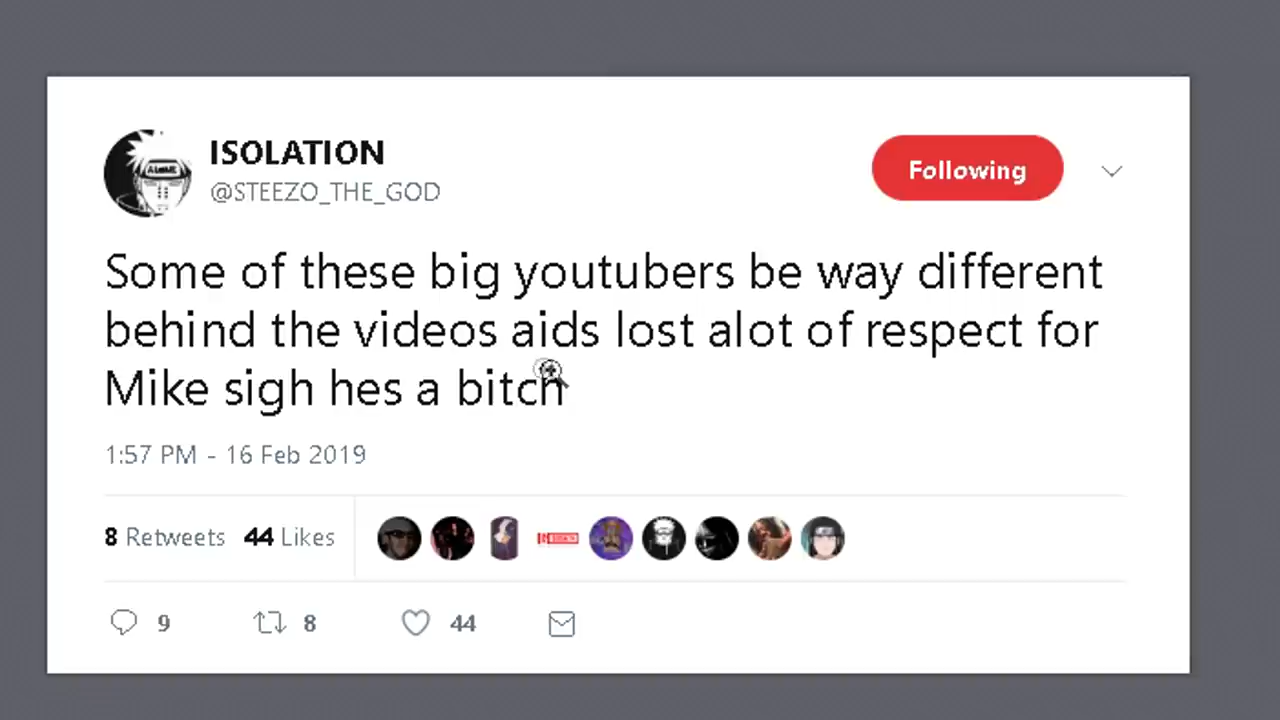 ISOLATION
@STEEZO_THE_GOD
Following
Some of these big youtubers be way different
behind the videos aids lost alot of respect for
Mike sigh hes a bitch
1:57 PM - 16 Feb 2019
8 Retweets 44 Likes
9 8 44